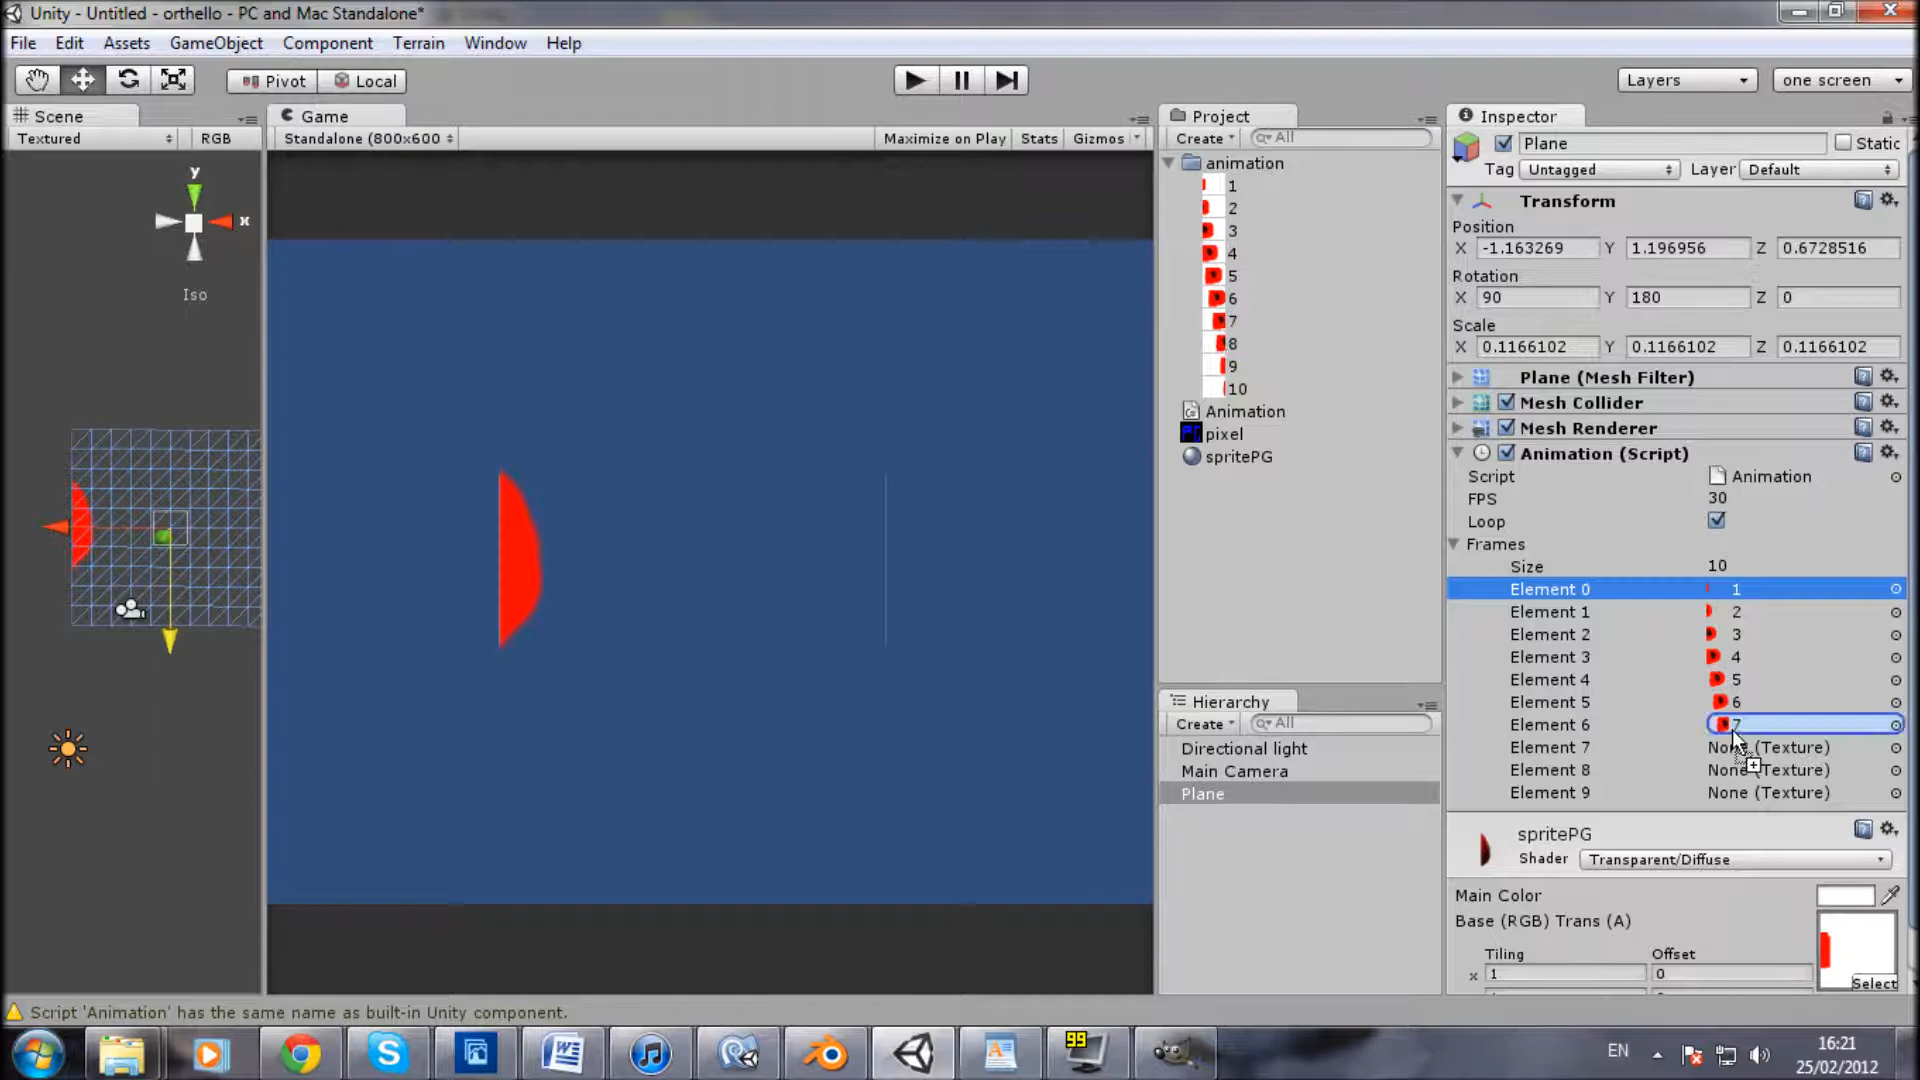 Unity - Untitled - orthello - PC and Mac Standalone*
File Edit Assets GameObject Component Terrain Window Help
Pivot Local Layers one screen
Scene
Textured RGB
y
x
Iso
Game
Standalone (800x600 Maximize on Play Stats Gizmos
Project
Create All
animation
1
2
3
4
5
6
7
8
9
10
Animation
pixel
spritePG
Hierarchy
Create All
Directional light
Main Camera
Plane
Inspector
Plane Static
Tag Untagged Layer Default
Transform
Position
X -1.163269 Y 1.196956 Z 0.6728516
Rotation
X 90 Y 180 Z 0
Scale
X 0.1166102 Y 0.1166102 Z 0.1166102
Plane (Mesh Filter)
Mesh Collider
Mesh Renderer
Animation (Script)
Script Animation
FPS 30
Loop
Frames
Size 10
Element 0 1
Element 1 2
Element 2 3
Element 3 4
Element 4 5
Element 5 6
Element 6 7
Element 7 None (Texture)
Element 8 None (Texture)
Element 9 None (Texture)
spritePG
Shader Transparent/Diffuse
Main Color
Base (RGB) Trans (A)
Tiling Offset
x 1 0
Select
Script 'Animation' has the same name as built-in Unity component.
99
EN 16:21
25/02/2012